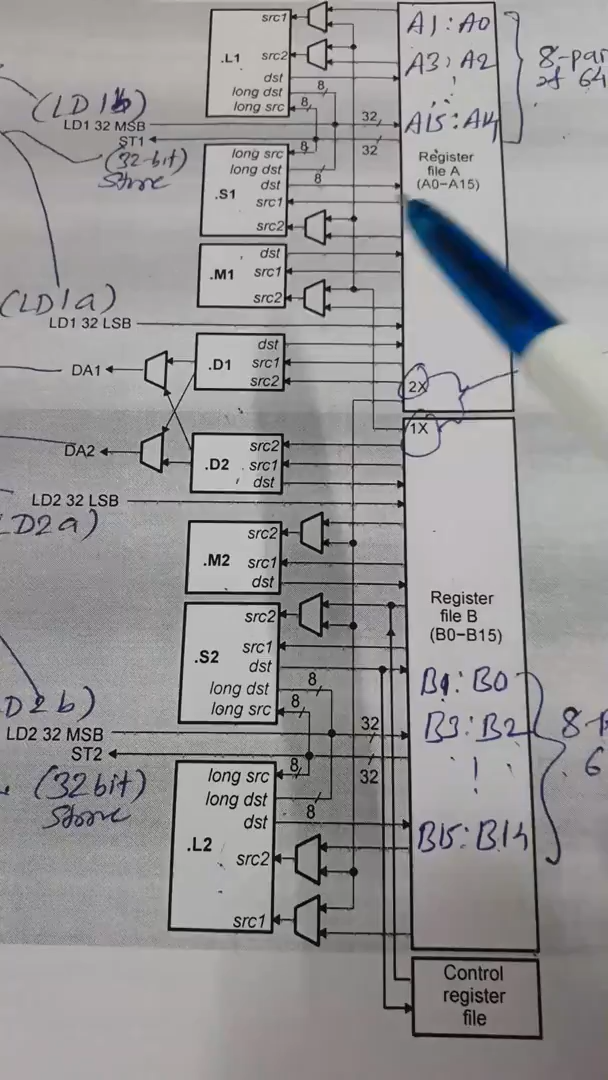 src1
A1:A0
src2
.L1
A3:A2
8-
of 64
dst
long dst
8
long src
8
(LD1b)
LD1 32 MSB
32
A15:A14
ST1
32
(32-bit)
Store
long src
8
long dst
8
dst
.S1
src1
src2
Register
file A
(A0–A15)
dst
.M1
src1
src2
(LD1a)
LD1 32 LSB
dst
.D1
src1
src2
DA1
2X
1X
DA2
.D2
src2
src1
dst
LD2 32 LSB
D2a)
src2
.M2
src1
dst
Register
file B
(B0–B15)
src2
.S2
src1
dst
8
long dst
8
long src
B1:B0
D2b)
LD2 32 MSB
32
B3:B2
8-
6
ST2
32
(32bit)
Store
8
long src
long dst
8
dst
.L2
src2
B15:B14
src1
Control
register
file